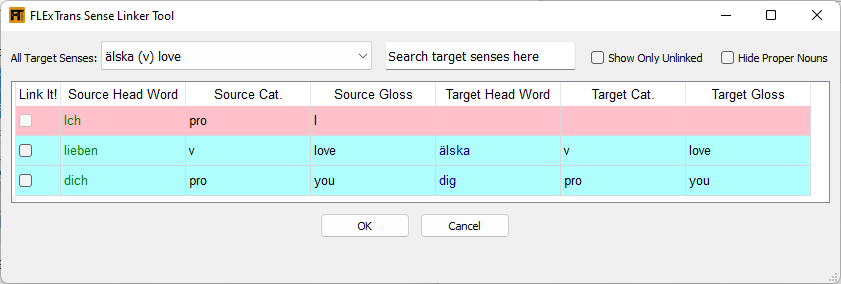 FLExTrans Sense Linker Tool
All Target Senses: älska (v) love Search target senses here Show Only Unlinked Hide Proper Nouns
Link It! Source Head Word Source Cat. Source Gloss Target Head Word Target Cat. Target Gloss
Ich pro I
lieben v love älska v love
dich pro you dig pro you
OK Cancel